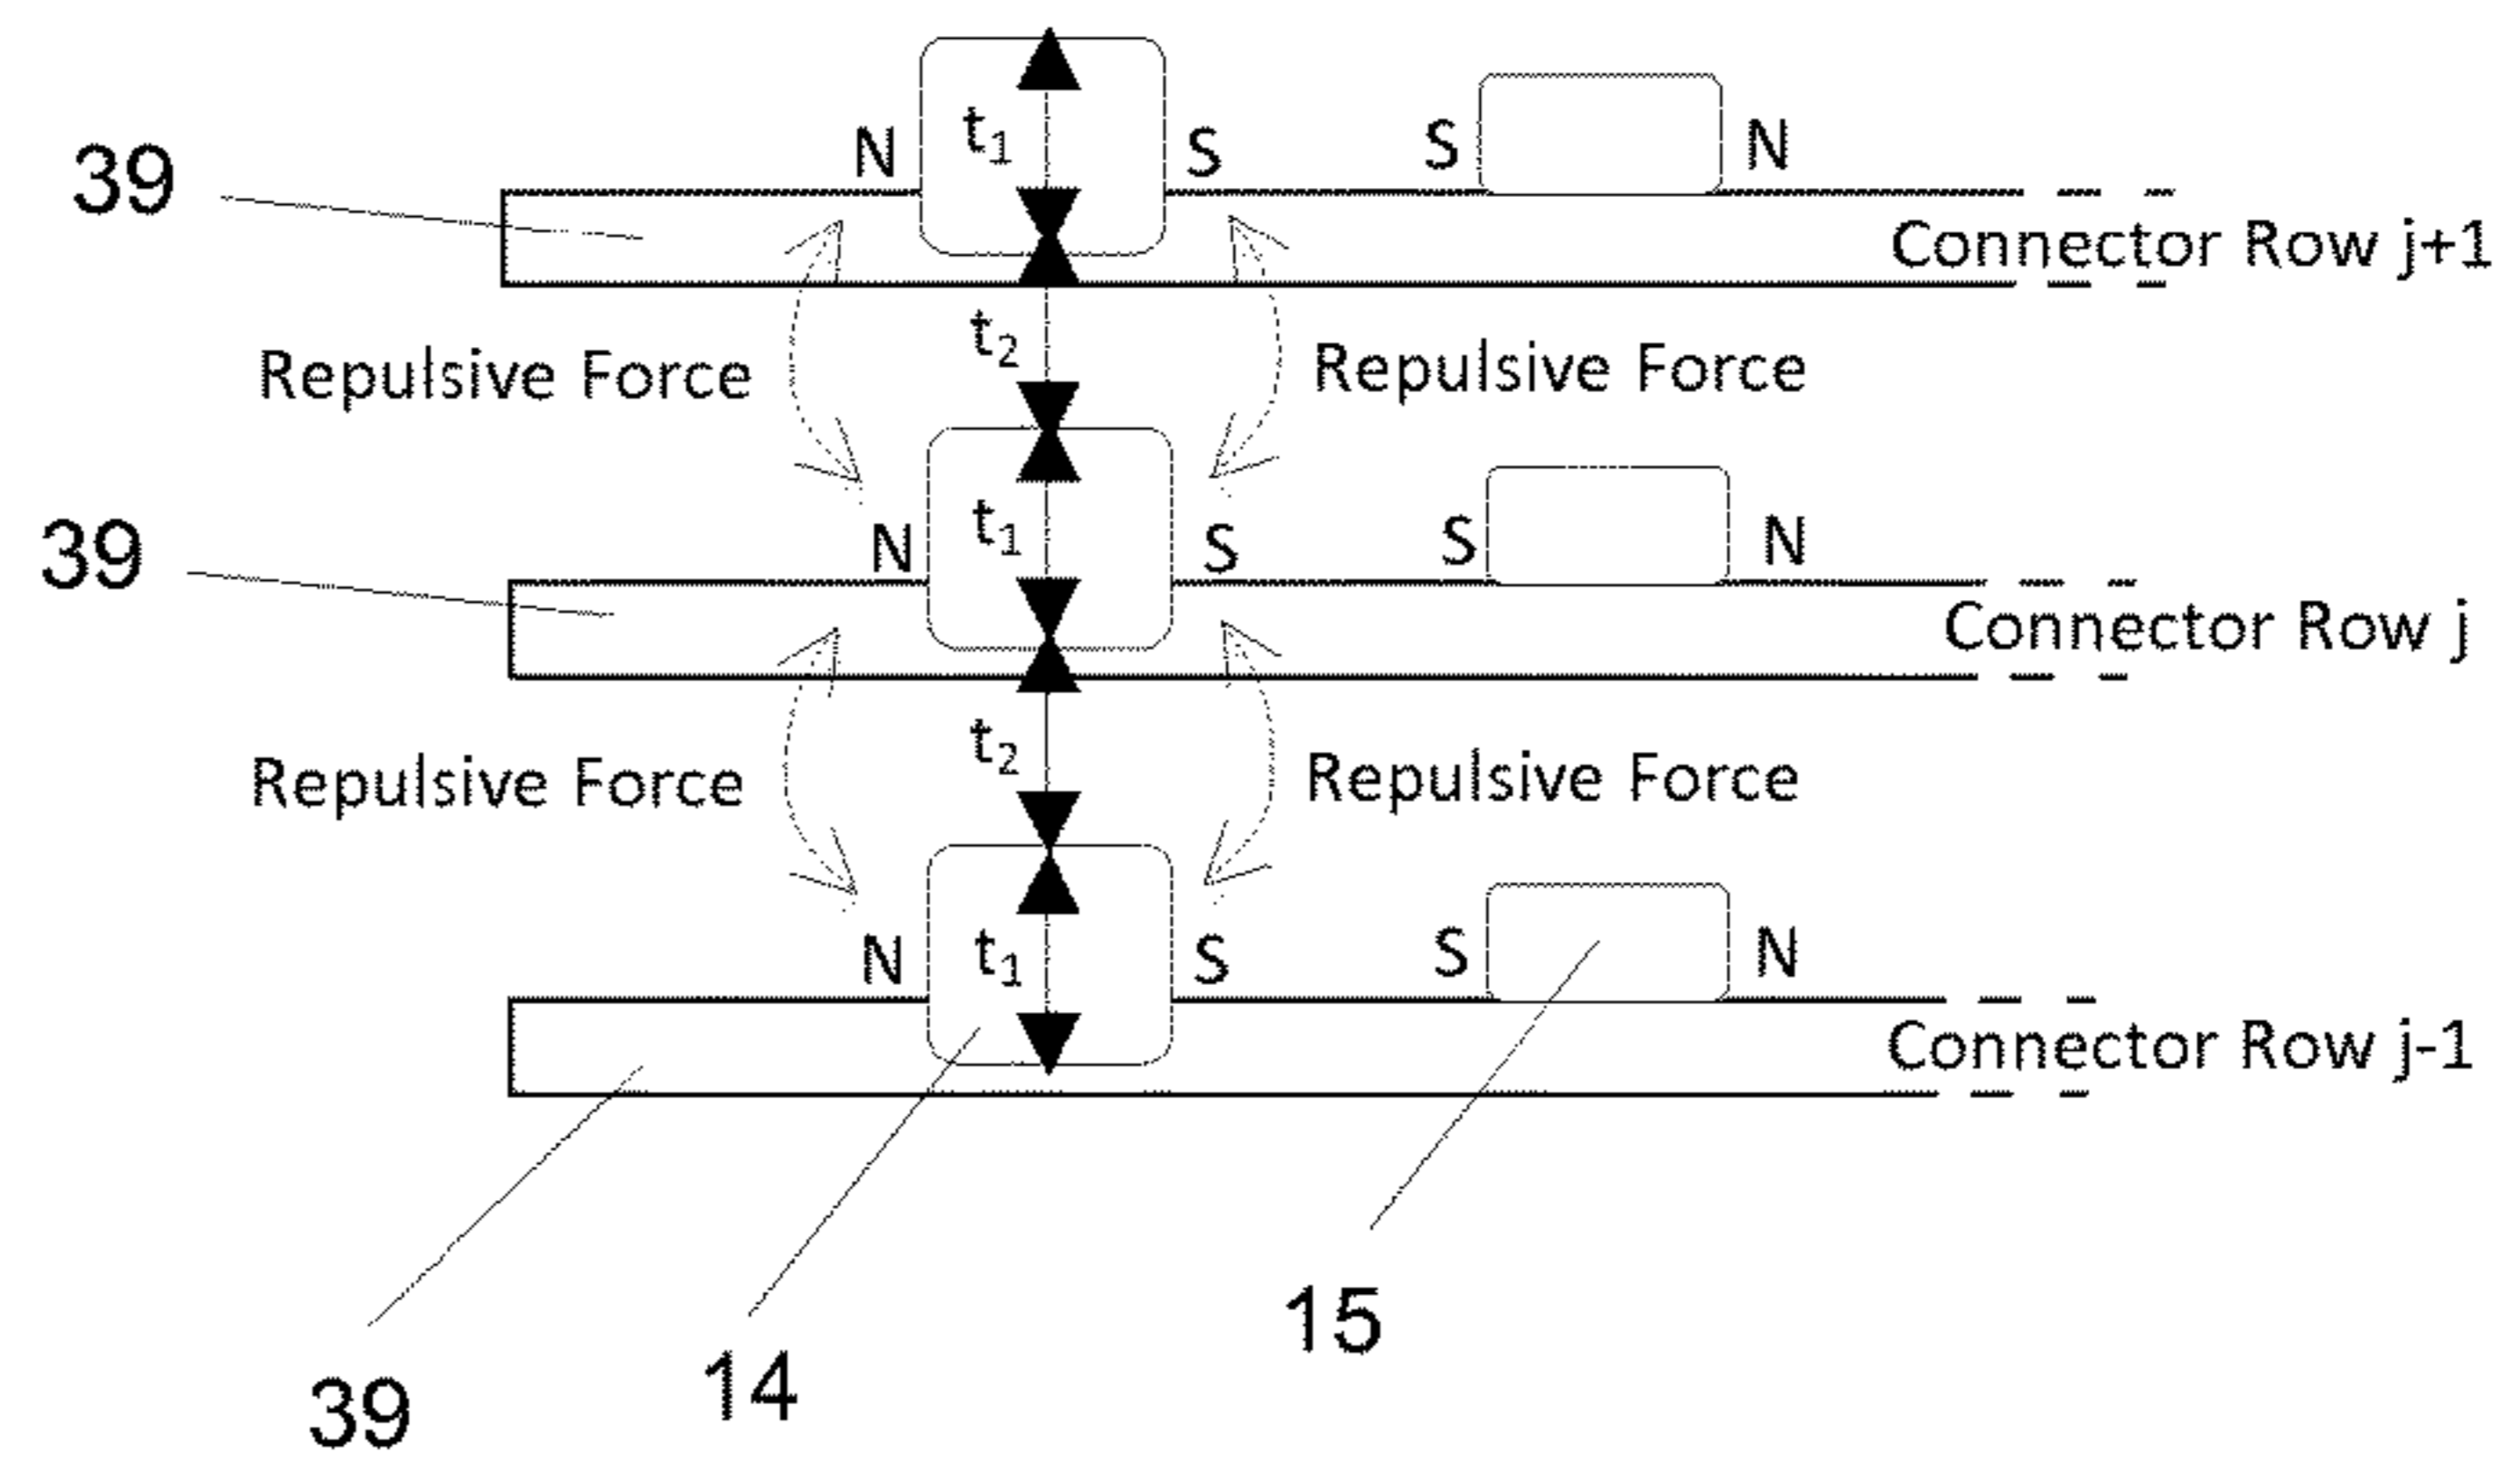 t1
N S S N
39
Connector Row j+1
t2
Repulsive Force Repulsive Force
t1
39 N S S N
Connector Row j
t2
Repulsive Force Repulsive Force
t1
N S S N
Connector Row j-1
15
14
39